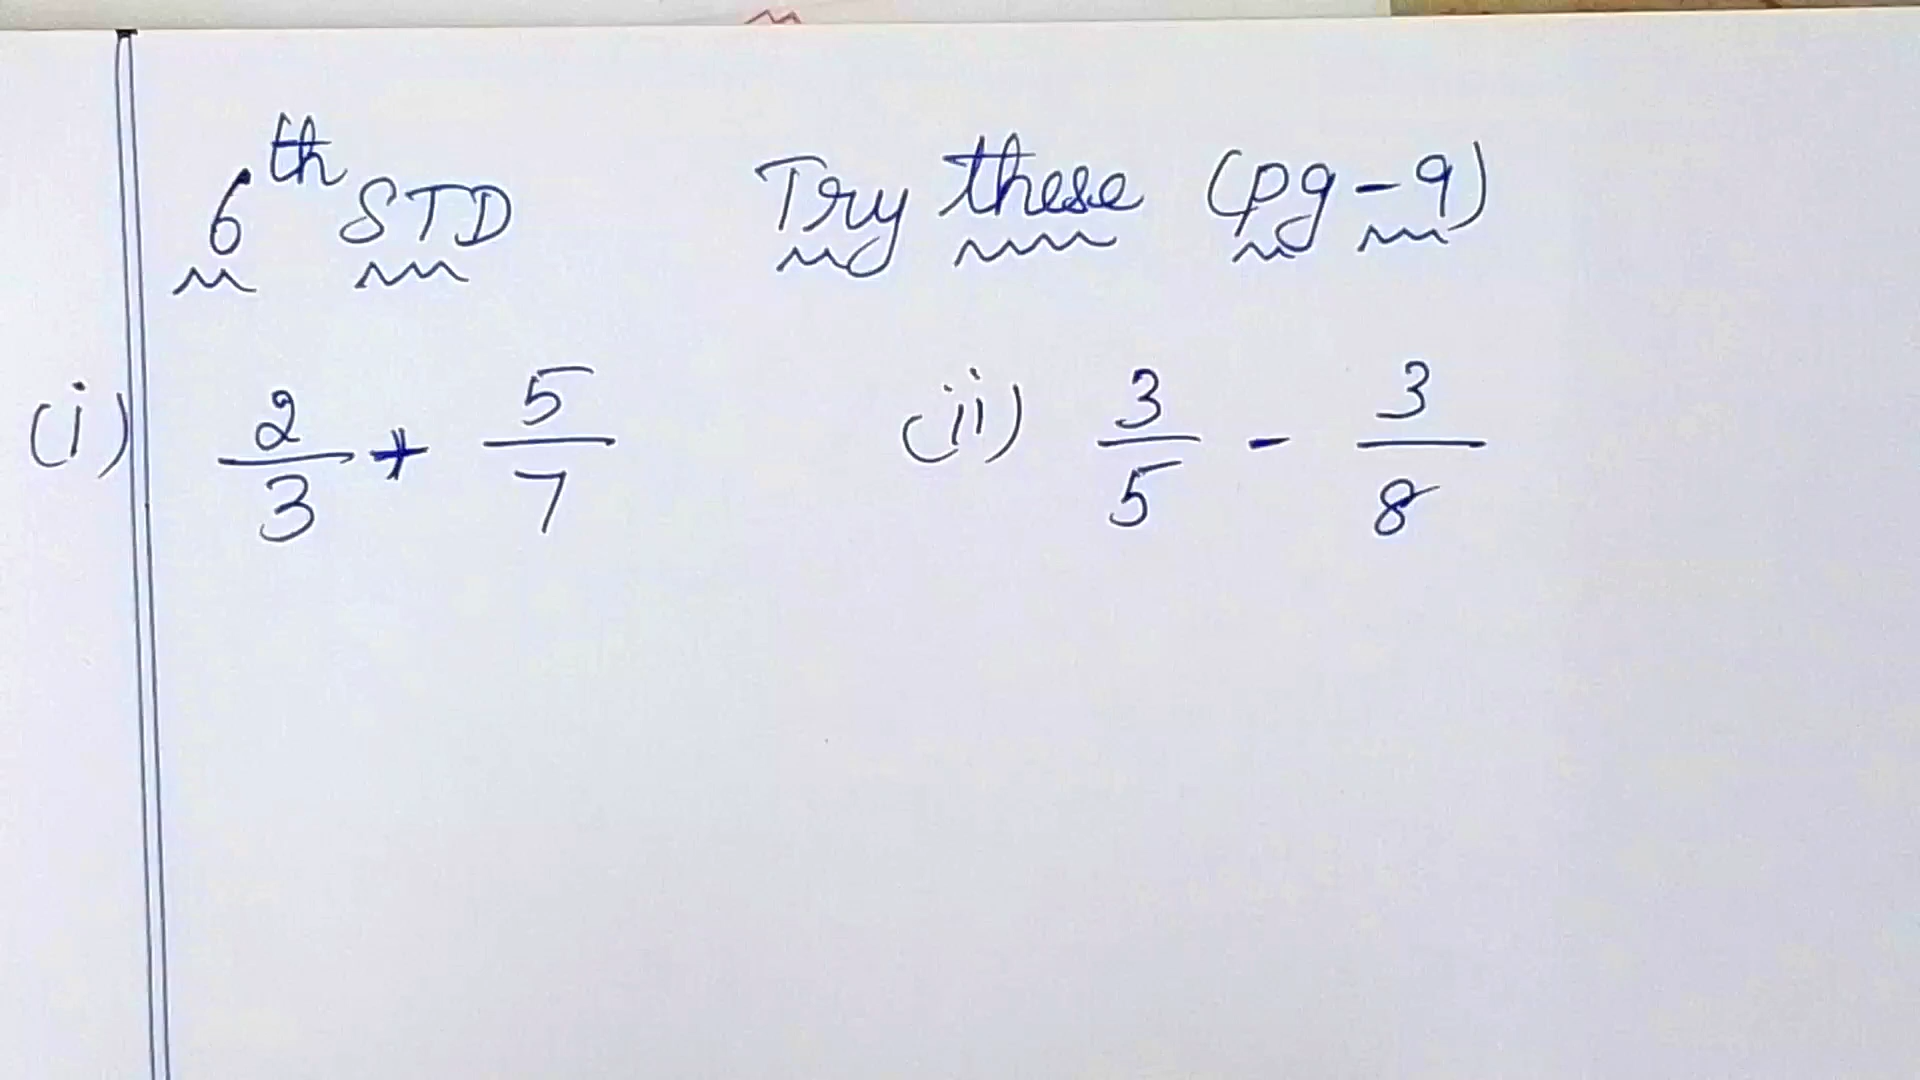 6th STD Try these (pg-9)
(i) 2/3 + 5/7 (ii) 3/5 - 3/8